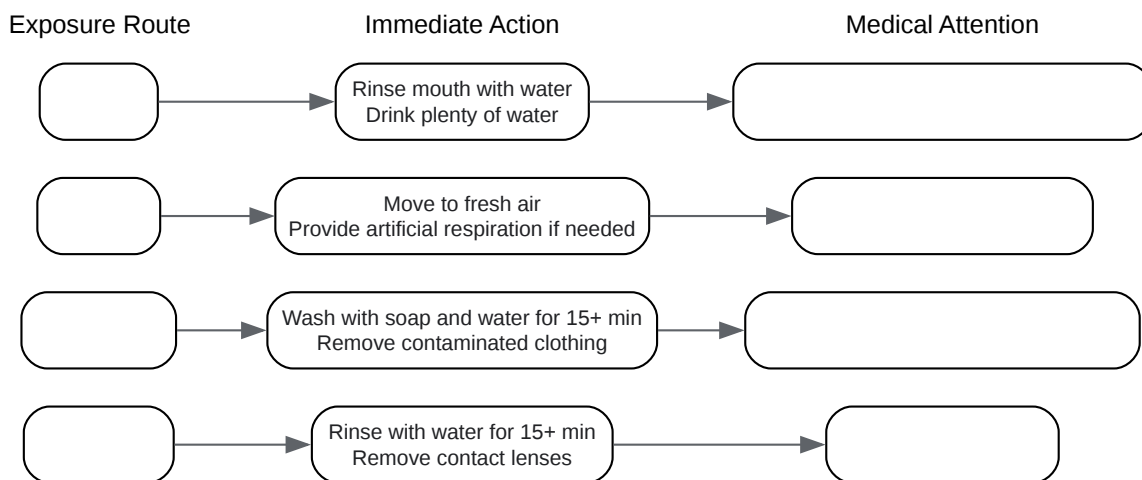 Exposure Route
Immediate Action
Medical Attention
Rinse mouth with water
Drink plenty of water
Move to fresh air
Provide artificial respiration if needed
Wash with soap and water for 15+ min
Remove contaminated clothing
Rinse with water for 15+ min
Remove contact lenses